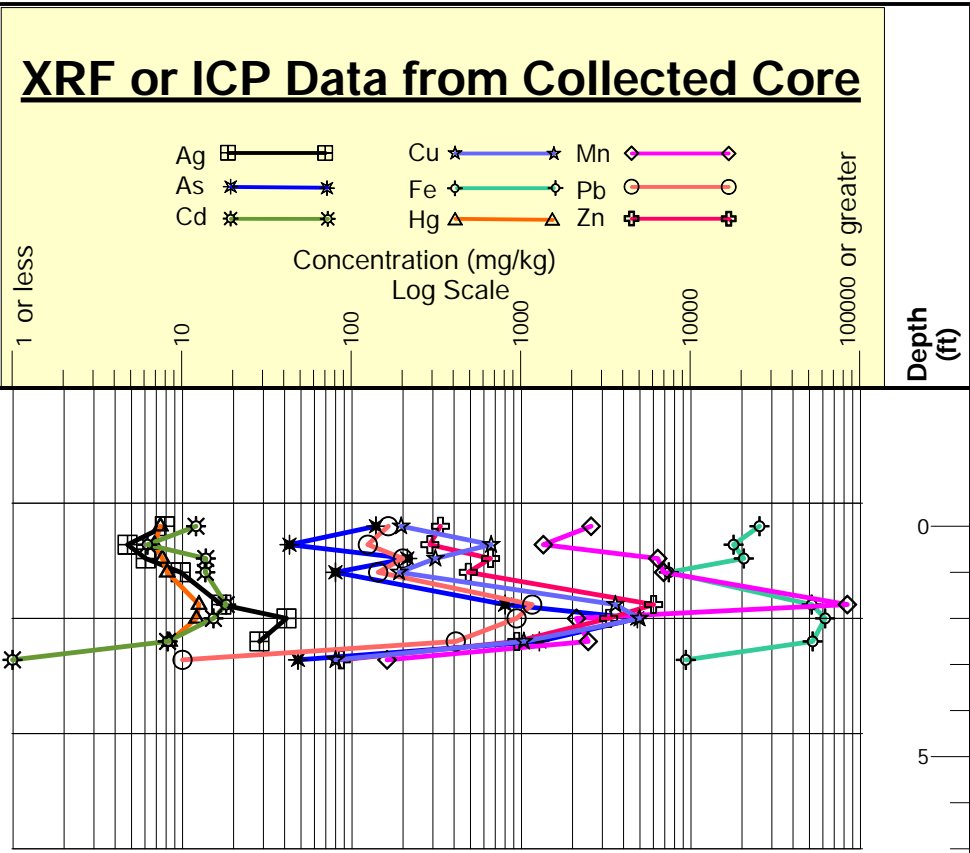 XRF or ICP Data from Collected Core
Ag
Cu
Mn
As
Fe
Pb
Cd
Hg
Zn
Concentration (mg/kg)
Log Scale
1 or less
10
100
1000
10000
100000 or greater
Depth
(ft)
0
5